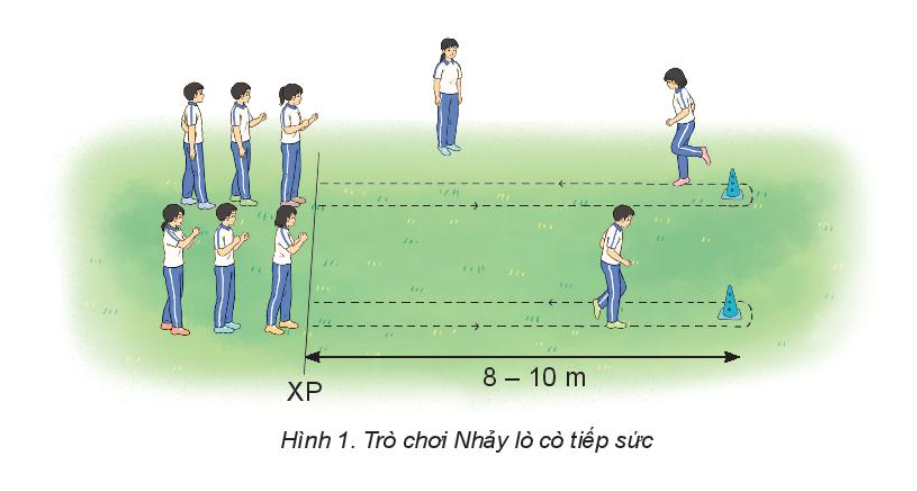 XP
8 – 10 m
Hình 1. Trò chơi Nhảy lò cò tiếp sức